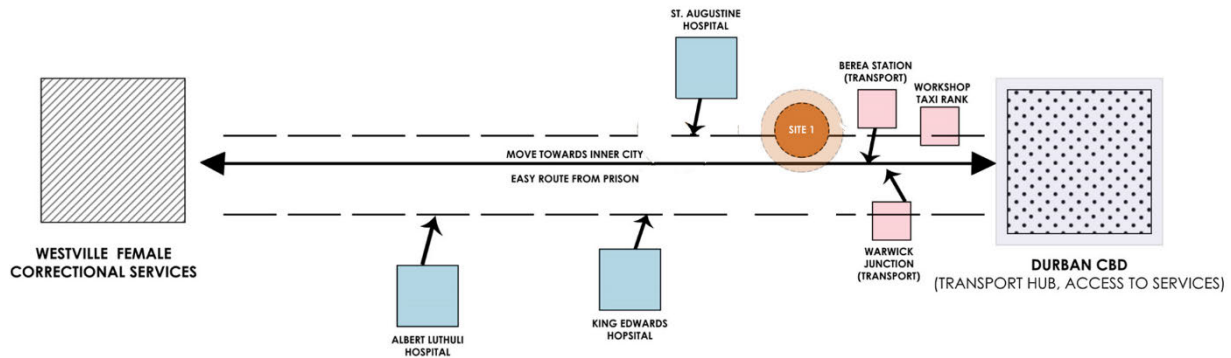 ST. AUGUSTINE
HOSPITAL
BEREA STATION
(TRANSPORT)
WORKSHOP
TAXI RANK
SITE 1
MOVE TOWARDS INNER CITY
EASY ROUTE FROM PRISON
WESTVILLE FEMALE
CORRECTIONAL SERVICES
WARWICK
JUNCTION
(TRANSPORT)
DURBAN CBD
(TRANSPORT HUB, ACCESS TO SERVICES)
KING EDWARDS
HOPSITAL
ALBERT LUTHULI
HOSPITAL